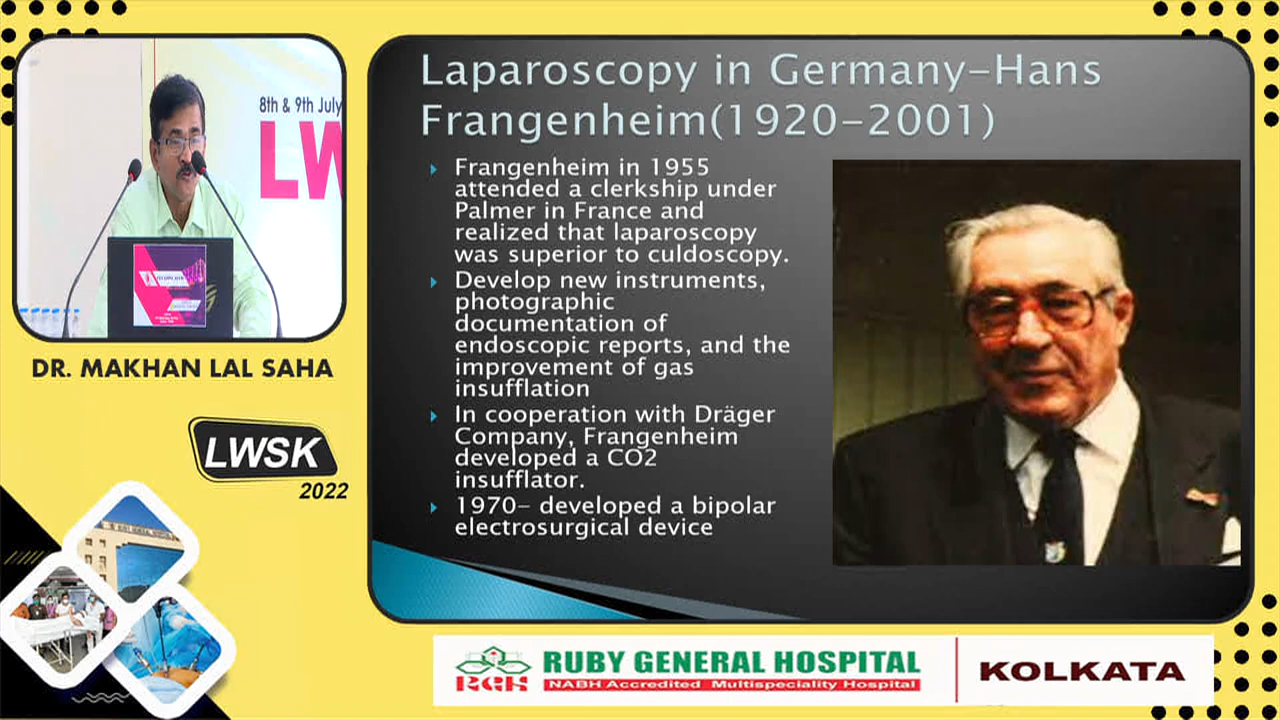 8th & 9th July
LW
DR. MAKHAN LAL SAHA
LWSK
2022
Laparoscopy in Germany-Hans
Frangenheim(1920-2001)
Frangenheim in 1955
attended a clerkship under
Palmer in France and
realized that laparoscopy
was superior to culdoscopy.
Develop new instruments,
photographic
documentation of
endoscopic reports, and the
improvement of gas
insufflation
In cooperation with Dräger
Company, Frangenheim
developed a CO2
insufflator.
1970- developed a bipolar
electrosurgical device
RUBY GENERAL HOSPITAL
RGH
NABH Accredited Multispeciality Hospital
KOLKATA